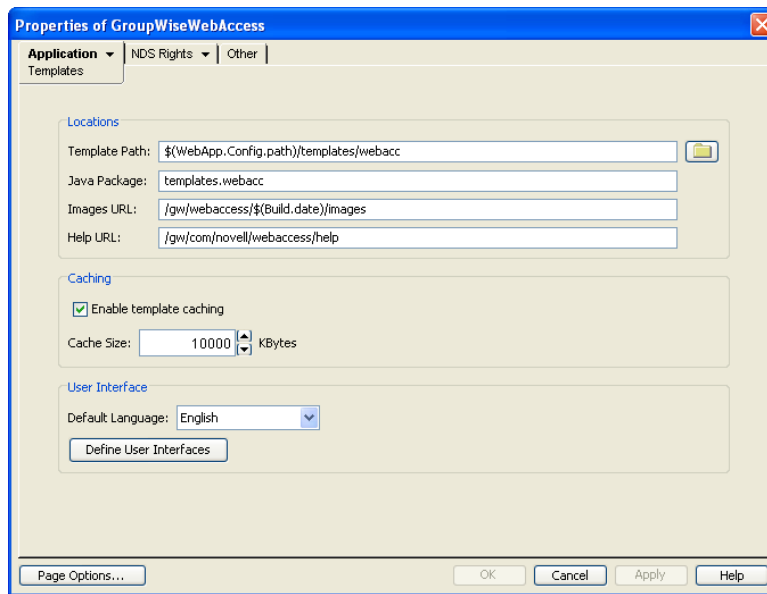 Properties of GroupWiseWebAccess
Application NDS Rights Other
Templates
Locations
Template Path: $(WebApp.Config.path)/templates/webacc
Java Package: templates.webacc
Images URL: /gw/webaccess/$(Build.date)/images
Help URL: /gw/com/novell/webaccess/help
Caching
Enable template caching
Cache Size: 10000 KBytes
User Interface
Default Language: English
Define User Interfaces
Page Options... OK Cancel Apply Help